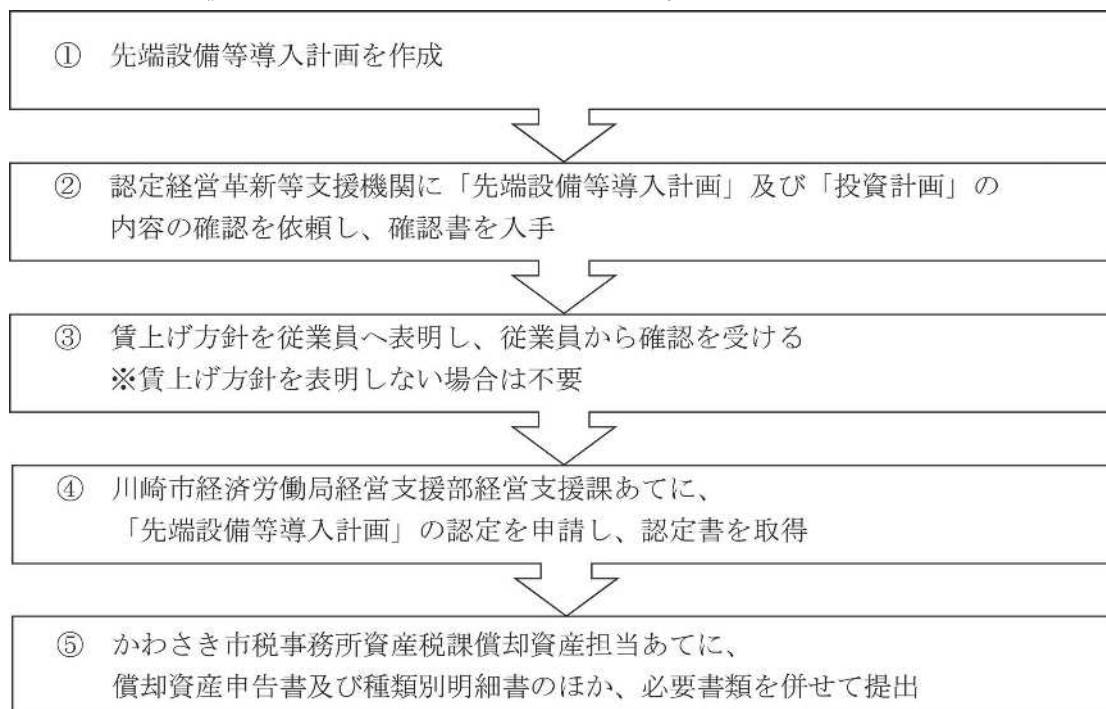 ① 先端設備等導入計画を作成
② 認定経営革新等支援機関に「先端設備等導入計画」及び「投資計画」の
内容の確認を依頼し、確認書を入手
③ 賃上げ方針を従業員へ表明し、従業員から確認を受ける
※賃上げ方針を表明しない場合は不要
④ 川崎市経済労働局経営支援部経営支援課あてに、
「先端設備等導入計画」の認定を申請し、認定書を取得
⑤ かわさき市税事務所資産税課償却資産担当あてに、
償却資産申告書及び種類別明細書のほか、必要書類を併せて提出